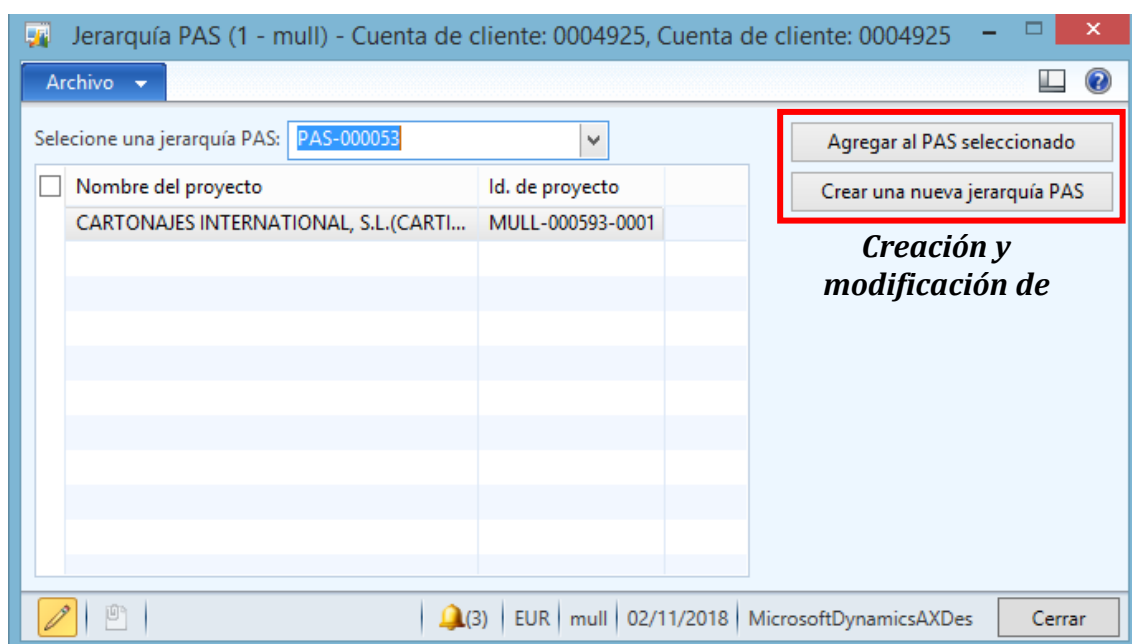 Jerarquía PAS (1 - mull) - Cuenta de cliente: 0004925, Cuenta de cliente: 0004925
Archivo
Selecione una jerarquía PAS: PAS-000053
Agregar al PAS seleccionado
Crear una nueva jerarquía PAS
Nombre del proyecto Id. de proyecto
CARTONAJES INTERNATIONAL, S.L.(CARTI... MULL-000593-0001
Creación y
modificación de
(3) EUR mull 02/11/2018 MicrosoftDynamicsAXDes Cerrar